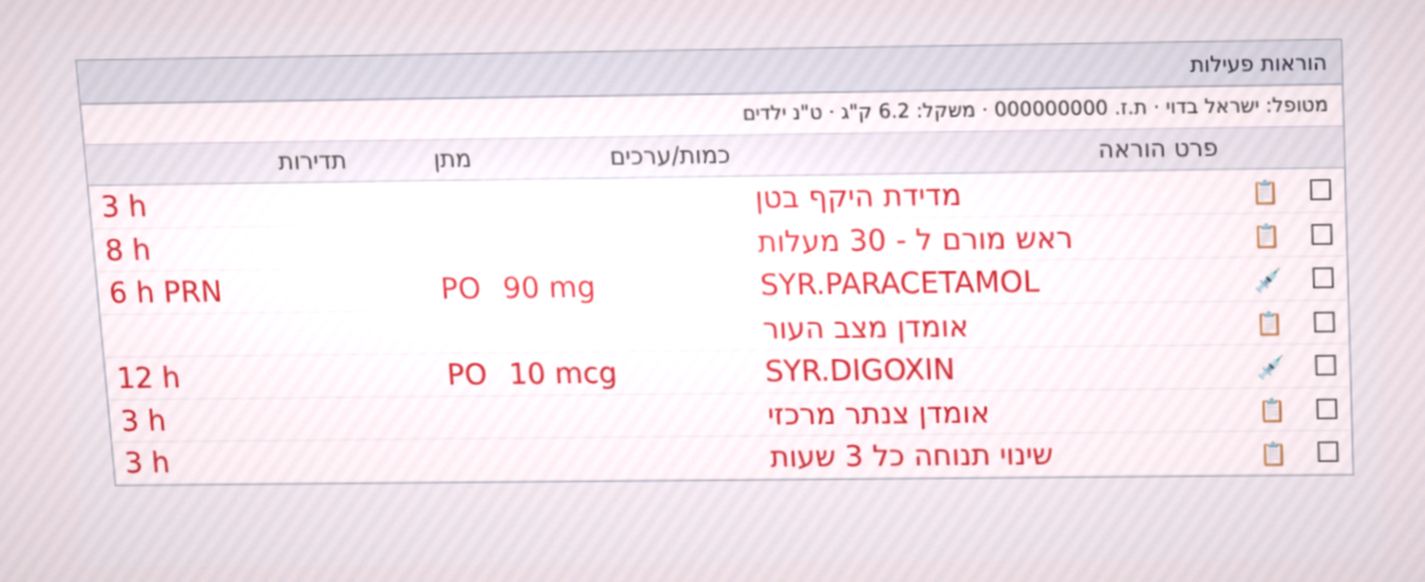 הוראות פעילות
מטופל: ישראל בדוי · ת.ז. 000000000 · משקל: 6.2 ק"ג · ט"נ ילדים
פרט הוראה כמות/ערכים מתן תדירות
מדידת היקף בטן 3 h
ראש מורם ל - 30 מעלות 8 h
SYR.PARACETAMOL 90 mg PO 6 h PRN
אומדן מצב העור
SYR.DIGOXIN 10 mcg PO 12 h
אומדן צנתר מרכזי 3 h
שינוי תנוחה כל 3 שעות 3 h